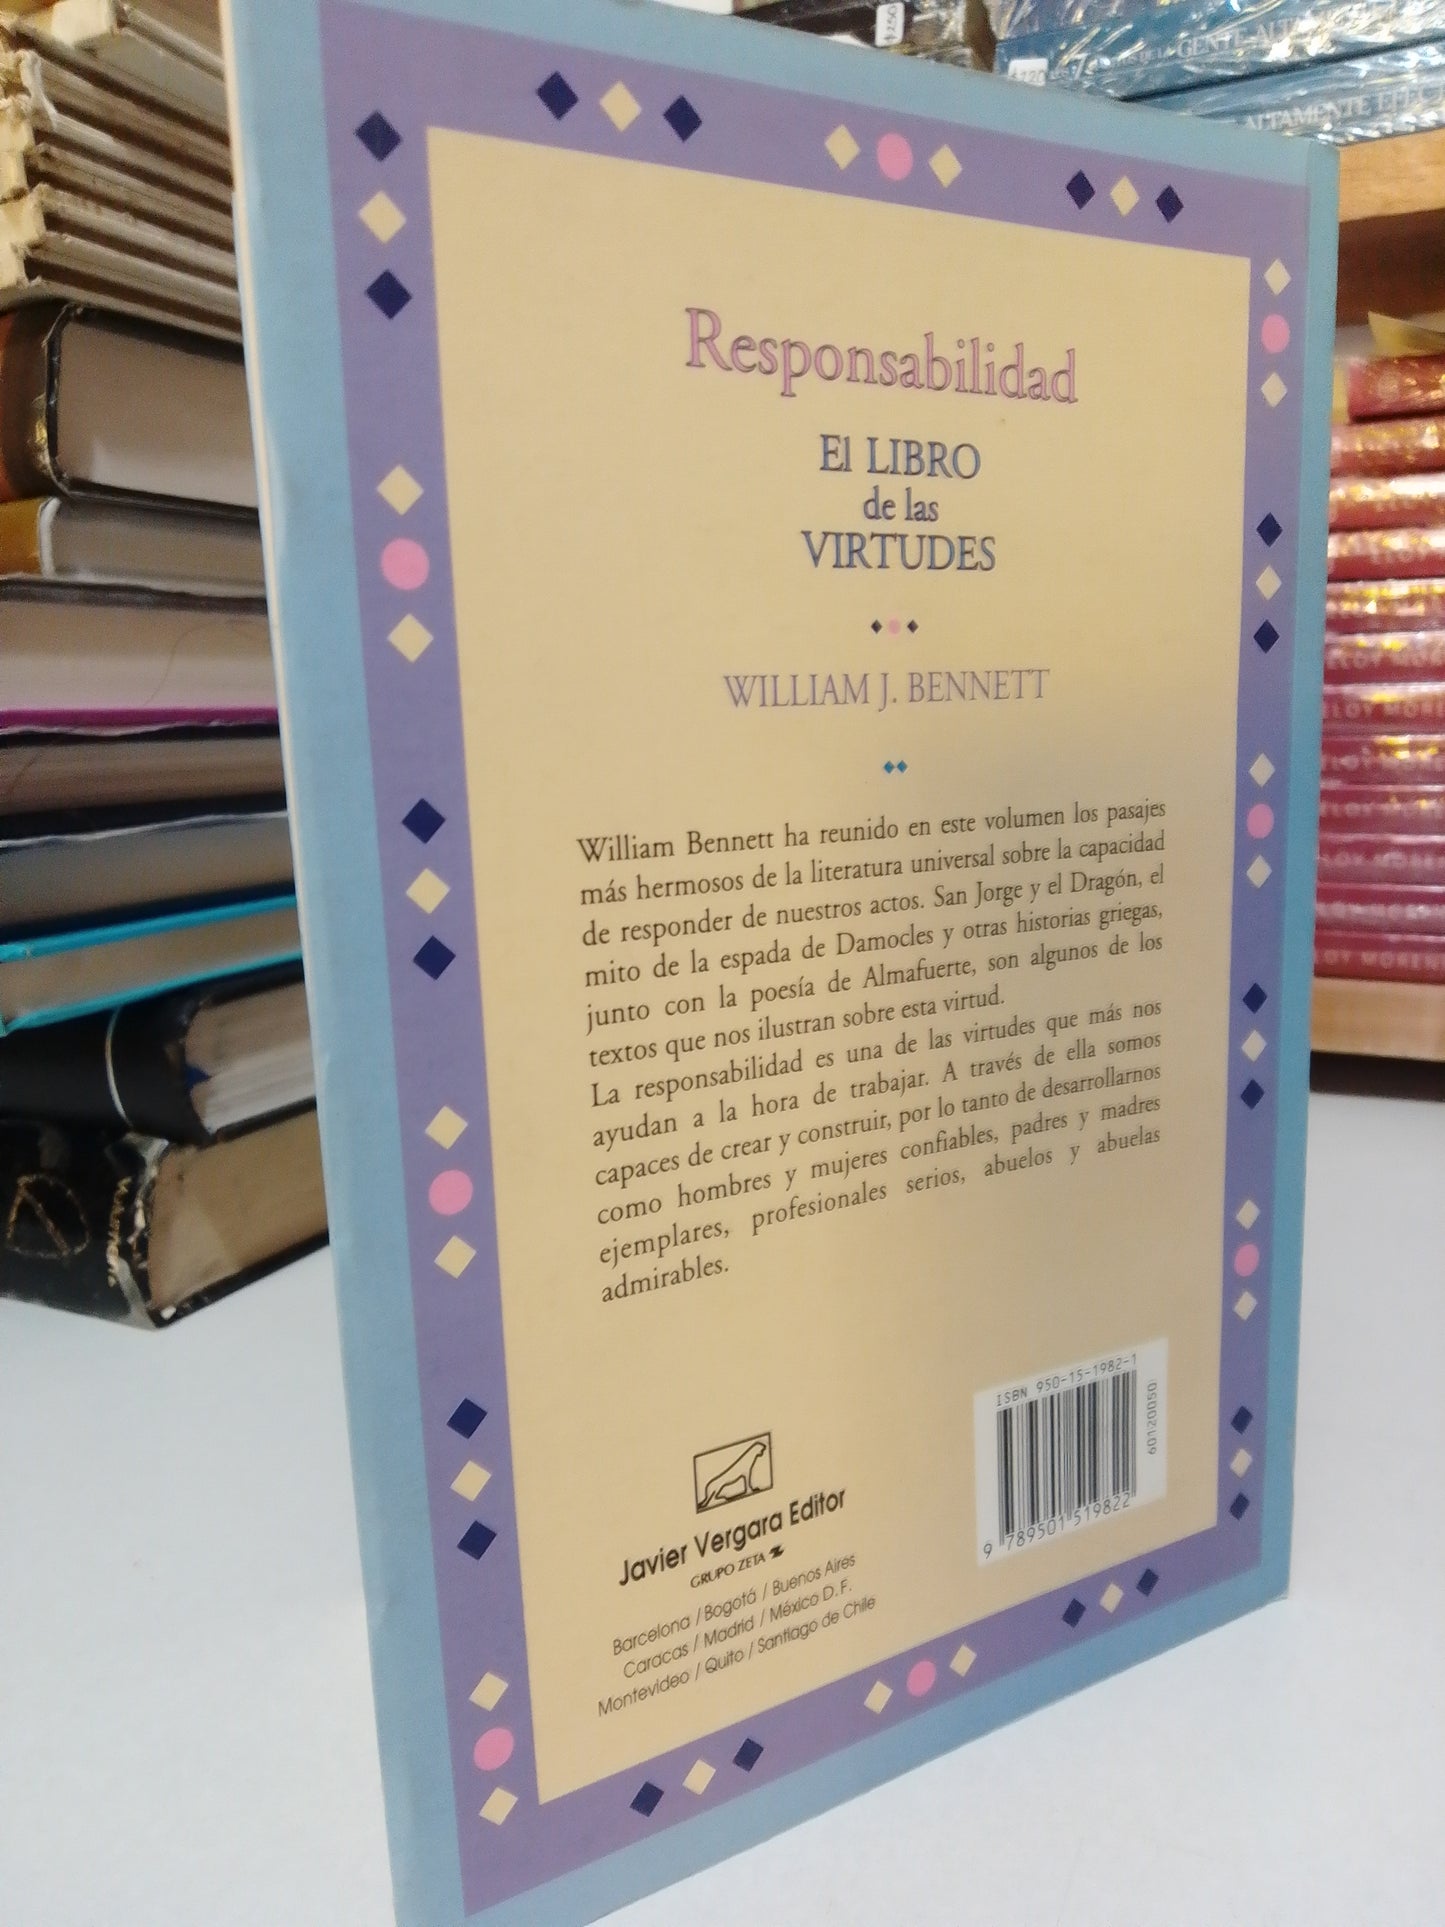 $250
GENTE ALTAM
$220
ALTAMENTE EFECT
Responsabilidad
El LIBRO
de las
VIRTUDES
WILLIAM J. BENNETT
William Bennett ha reunido en este volumen los pasajes
más hermosos de la literatura universal sobre la capacidad
de responder de nuestros actos. San Jorge y el Dragón, el
mito de la espada de Damocles y otras historias griegas,
junto con la poesía de Almafuerte, son algunos de los
textos que nos ilustran sobre esta virtud.
La responsabilidad es una de las virtudes que más nos
ayudan a la hora de trabajar. A través de ella somos
capaces de crear y construir, por lo tanto de desarrollarnos
como hombres y mujeres confiables, padres y madres
ejemplares, profesionales serios, abuelos y abuelas
admirables.
ISBN 950-15-1982-1
60120050
9 789501 519822
Javier Vergara Editor
GRUPO ZETA
Barcelona / Bogotá / Buenos Aires
Caracas / Madrid / México D. F.
Montevideo / Quito / Santiago de Chile